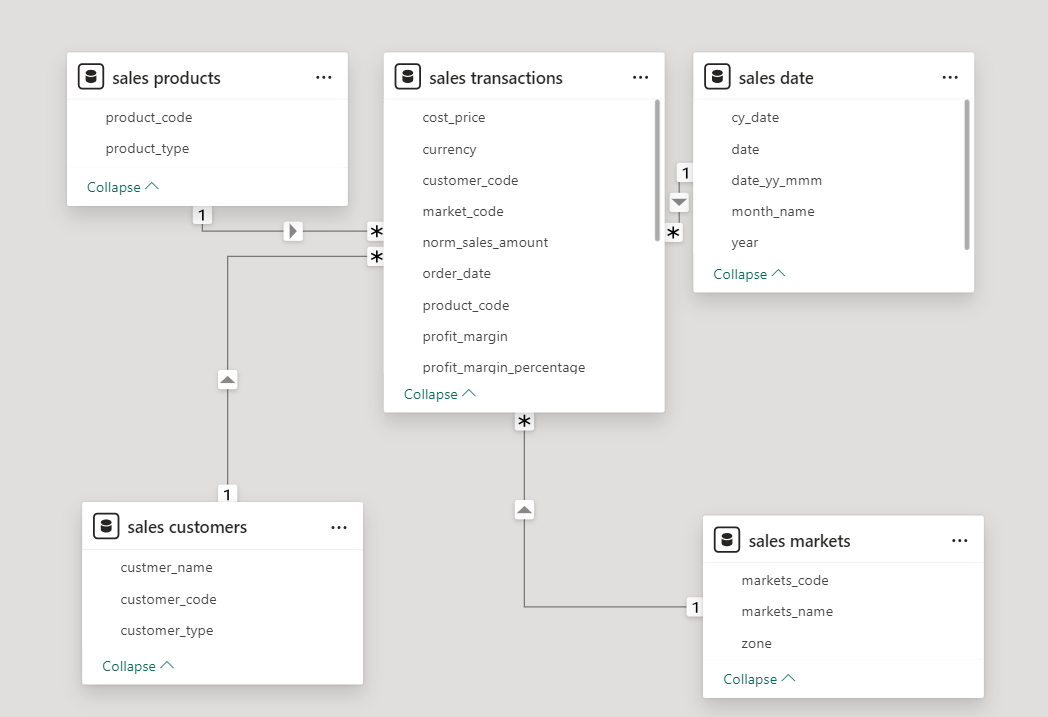 sales products
product_code
product_type
Collapse
sales transactions
cost_price
currency
customer_code
market_code
norm_sales_amount
order_date
product_code
profit_margin
profit_margin_percentage
Collapse
sales date
cy_date
date
date_yy_mmm
month_name
year
Collapse
1
*
*
1
*
*
1
1
sales customers
custmer_name
customer_code
customer_type
Collapse
sales markets
markets_code
markets_name
zone
Collapse